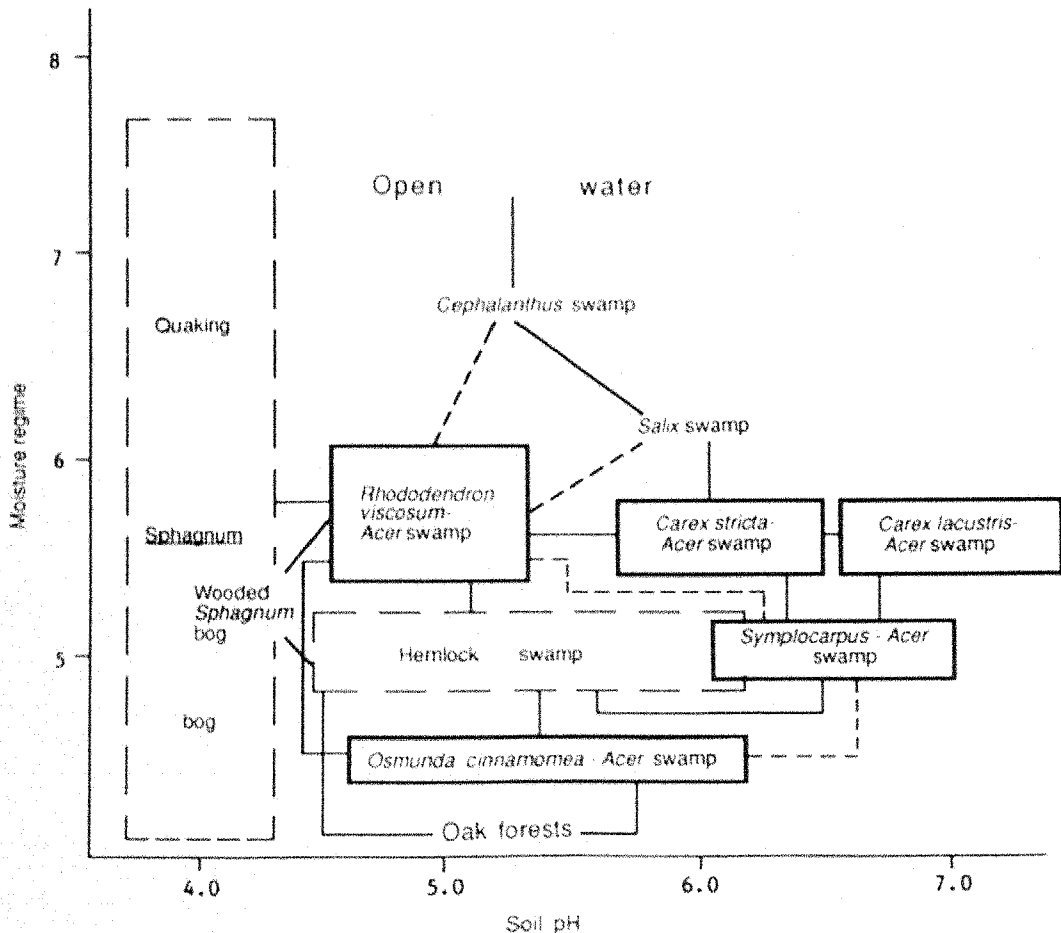 8
7
6
5
Moisture regime
Open water
Cephalanthus swamp
Quaking
Salix swamp
Rhododendron
viscosum-
Acer swamp
Carex stricta-
Acer swamp
Carex lacustris-
Acer swamp
Sphagnum
Wooded
Sphagnum
bog
Hemlock swamp
Symplocarpus - Acer
swamp
bog
Osmunda cinnamomea - Acer swamp
Oak forests
4.0 5.0 6.0 7.0
Soil pH